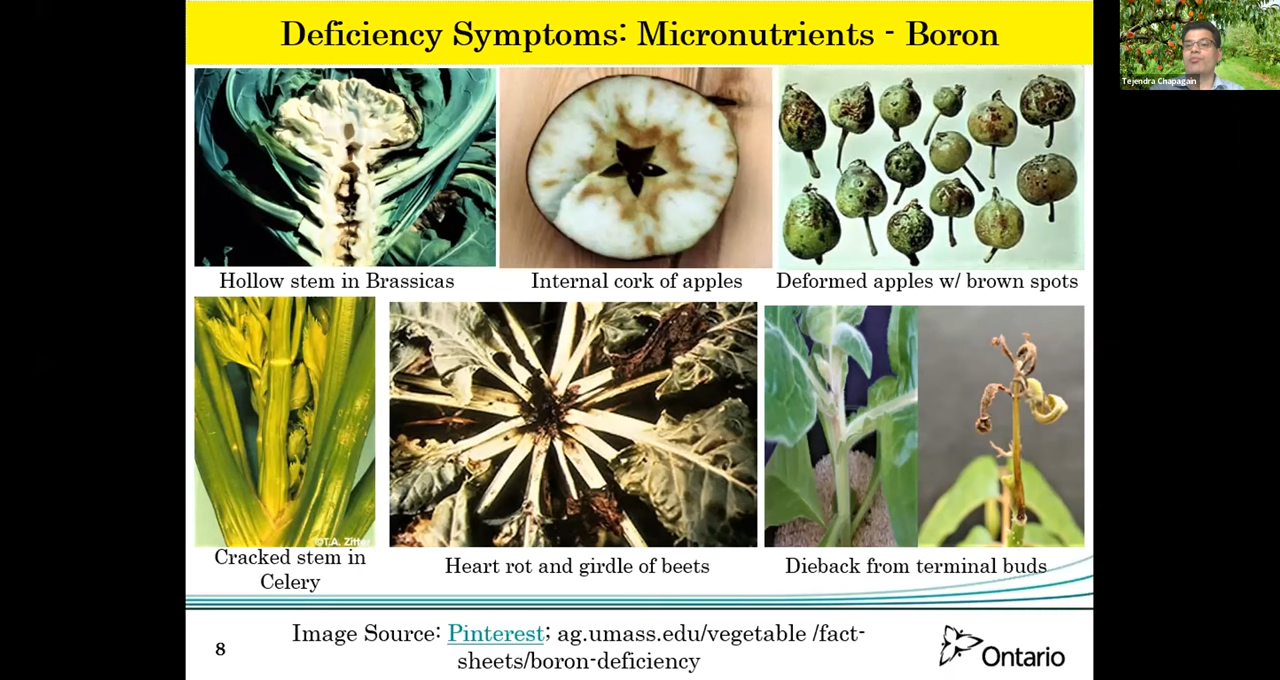 Deficiency Symptoms: Micronutrients - Boron
Tejendra Chapagain
Hollow stem in Brassicas
Internal cork of apples
Deformed apples w/ brown spots
©T.A. Zitter
Cracked stem in
Celery
Heart rot and girdle of beets
Dieback from terminal buds
Image Source: Pinterest; ag.umass.edu/vegetable /fact-
sheets/boron-deficiency
8
Ontario